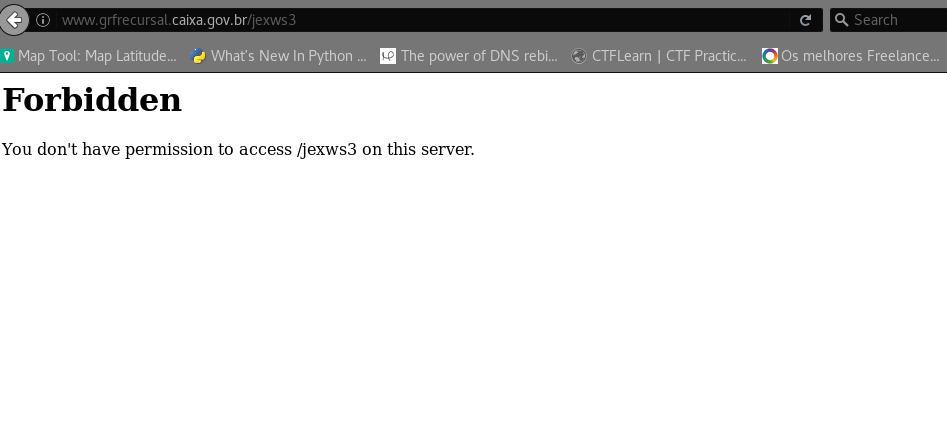 www.grfrecursal.caixa.gov.br/jexws3
Search
Map Tool: Map Latitude...
What's New In Python ...
The power of DNS rebi...
CTFLearn | CTF Practic...
Os melhores Freelance...
Forbidden
You don't have permission to access /jexws3 on this server.